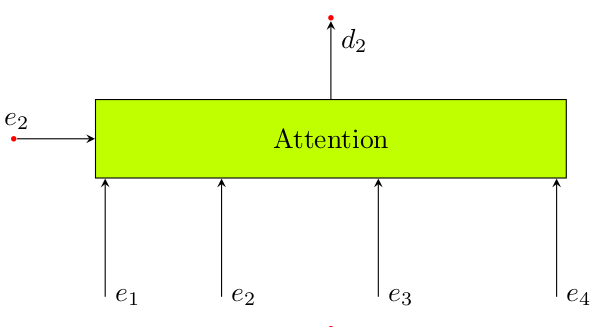 d₂
e₂
Attention
e₁ e₂ e₃ e₄